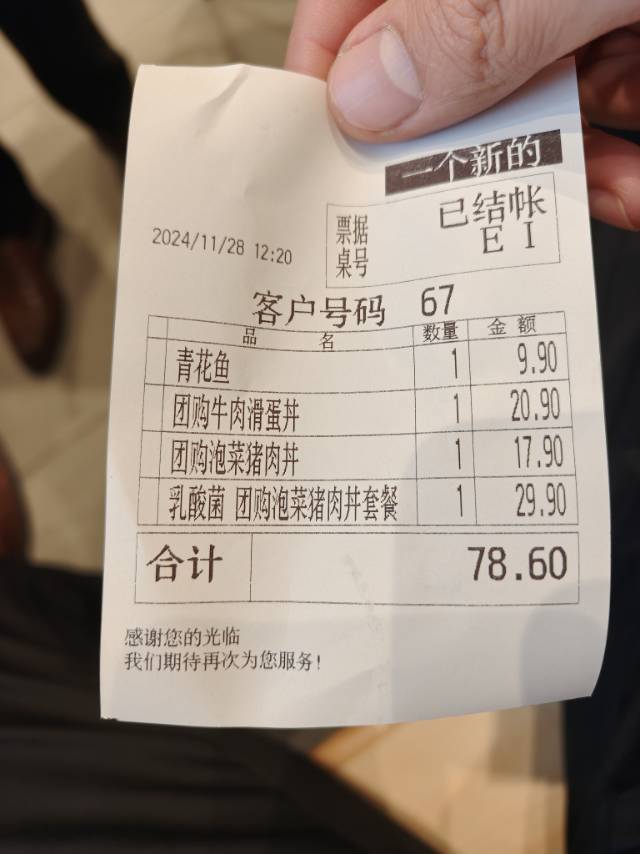 一个新的
票据 已结帐
桌号 E I
2024/11/28 12:20
客户号码 67
品 名 数量 金 额
青花鱼 1 9.90
团购牛肉滑蛋丼 1 20.90
团购泡菜猪肉丼 1 17.90
乳酸菌 团购泡菜猪肉丼套餐 1 29.90
合计 78.60
感谢您的光临
我们期待再次为您服务!